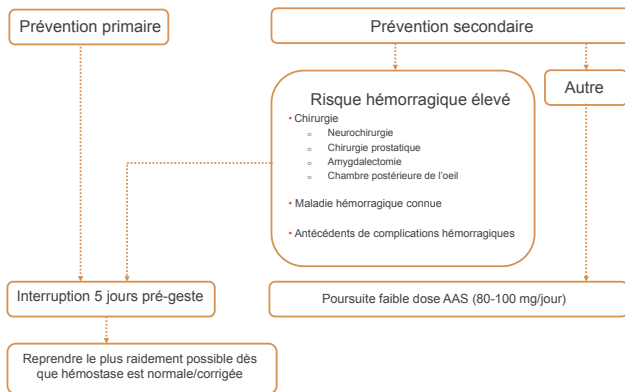 Prévention primaire
Prévention secondaire
Autre
Risque hémorragique élevé
• Chirurgie
o Neurochirurgie
o Chirurgie prostatique
o Amygdalectomie
o Chambre postérieure de l'oeil
• Maladie hémorragique connue
• Antécédents de complications hémorragiques
Interruption 5 jours pré-geste
Poursuite faible dose AAS (80-100 mg/jour)
Reprendre le plus raidement possible dès
que hémostase est normale/corrigée